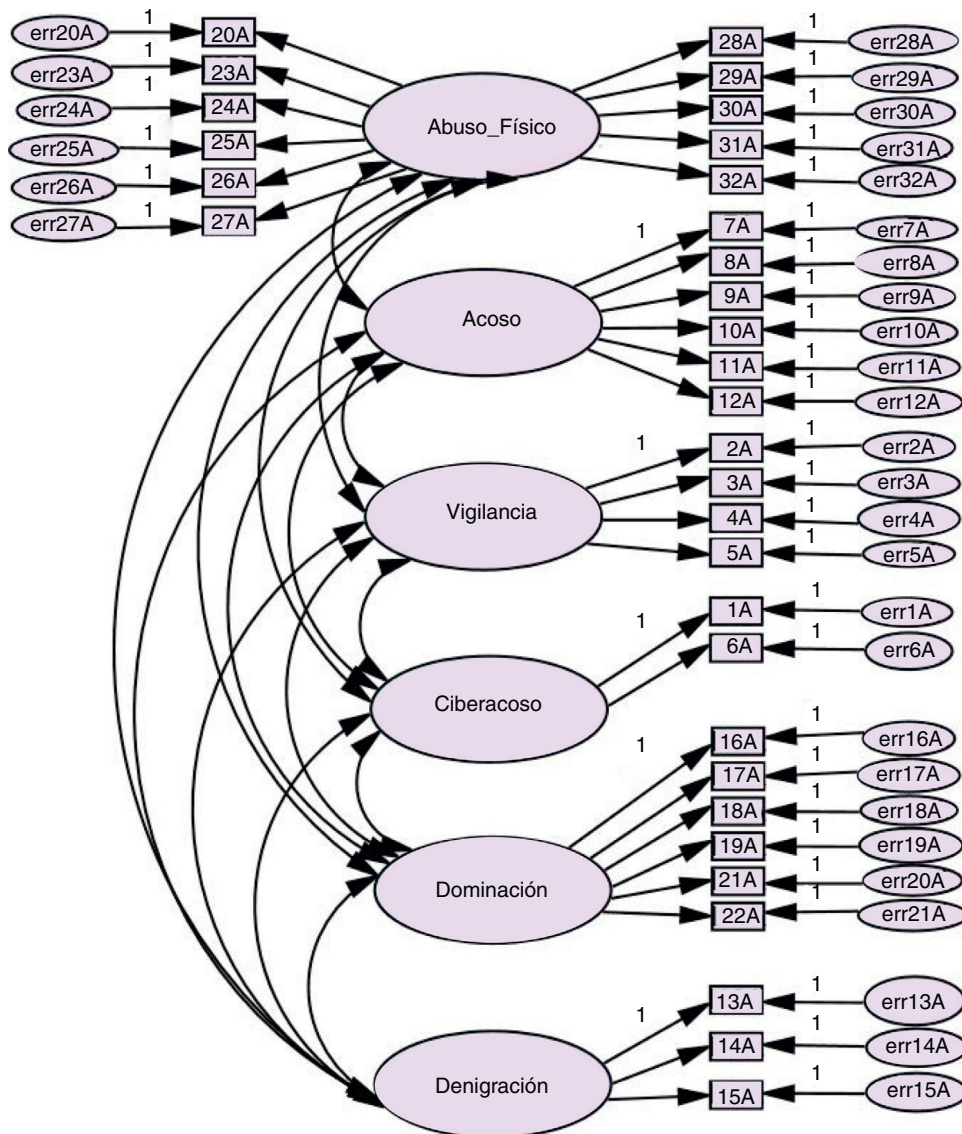 err20A 1 20A
err23A 1 23A
err24A 1 24A
err25A 1 25A
err26A 1 26A
err27A 1 27A
Abuso_Físico
28A 1 err28A
29A 1 err29A
30A 1 err30A
31A 1 err31A
32A 1 err32A
Acoso
1 7A 1 err7A
8A 1 err8A
9A 1 err9A
10A 1 err10A
11A 1 err11A
12A 1 err12A
Vigilancia
1 2A 1 err2A
3A 1 err3A
4A 1 err4A
5A 1 err5A
Ciberacoso
1 1A 1 err1A
6A 1 err6A
Dominación
1 16A 1 err16A
17A 1 err17A
18A 1 err18A
19A 1 err19A
21A 1 err20A
22A 1 err21A
Denigración
1 13A 1 err13A
14A 1 err14A
15A 1 err15A